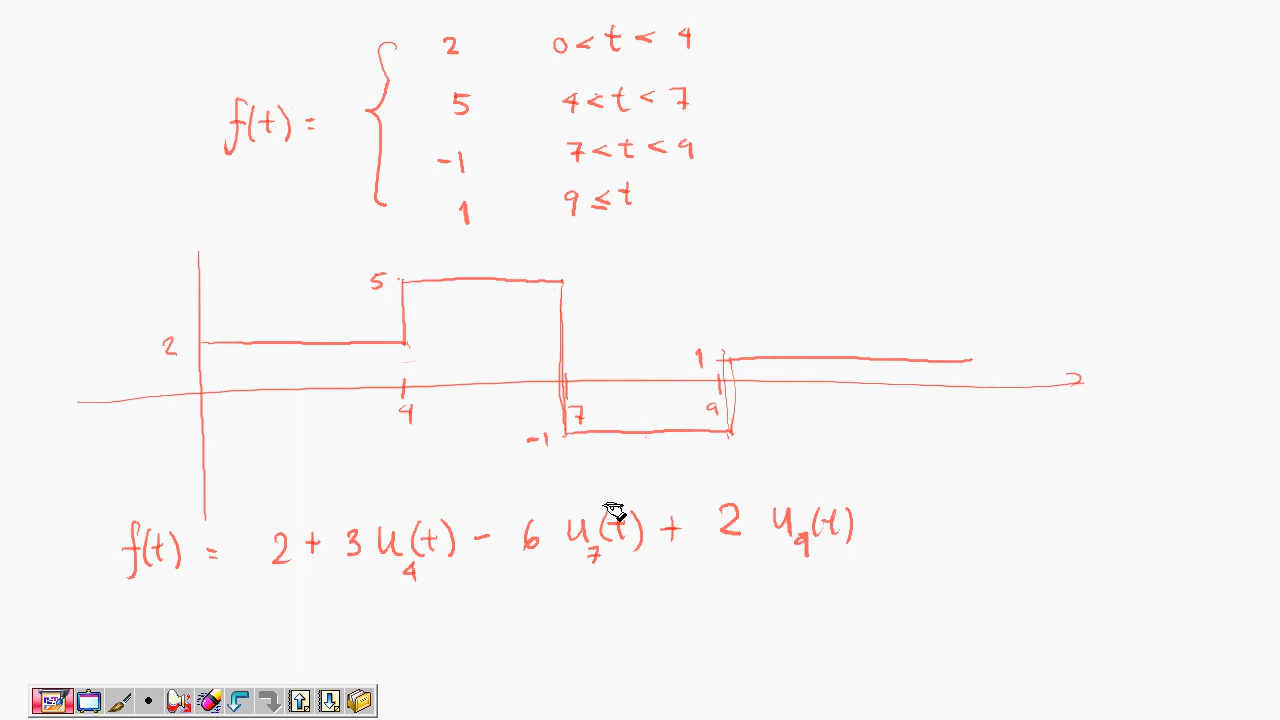 2 0 < t < 4
5 4 < t < 7
f(t) =
-1 7 < t < 9
1 9 ≤ t
5
2
1
4 7 9
-1
f(t) = 2 + 3 u₄(t) - 6 u₇(t) + 2 u₉(t)